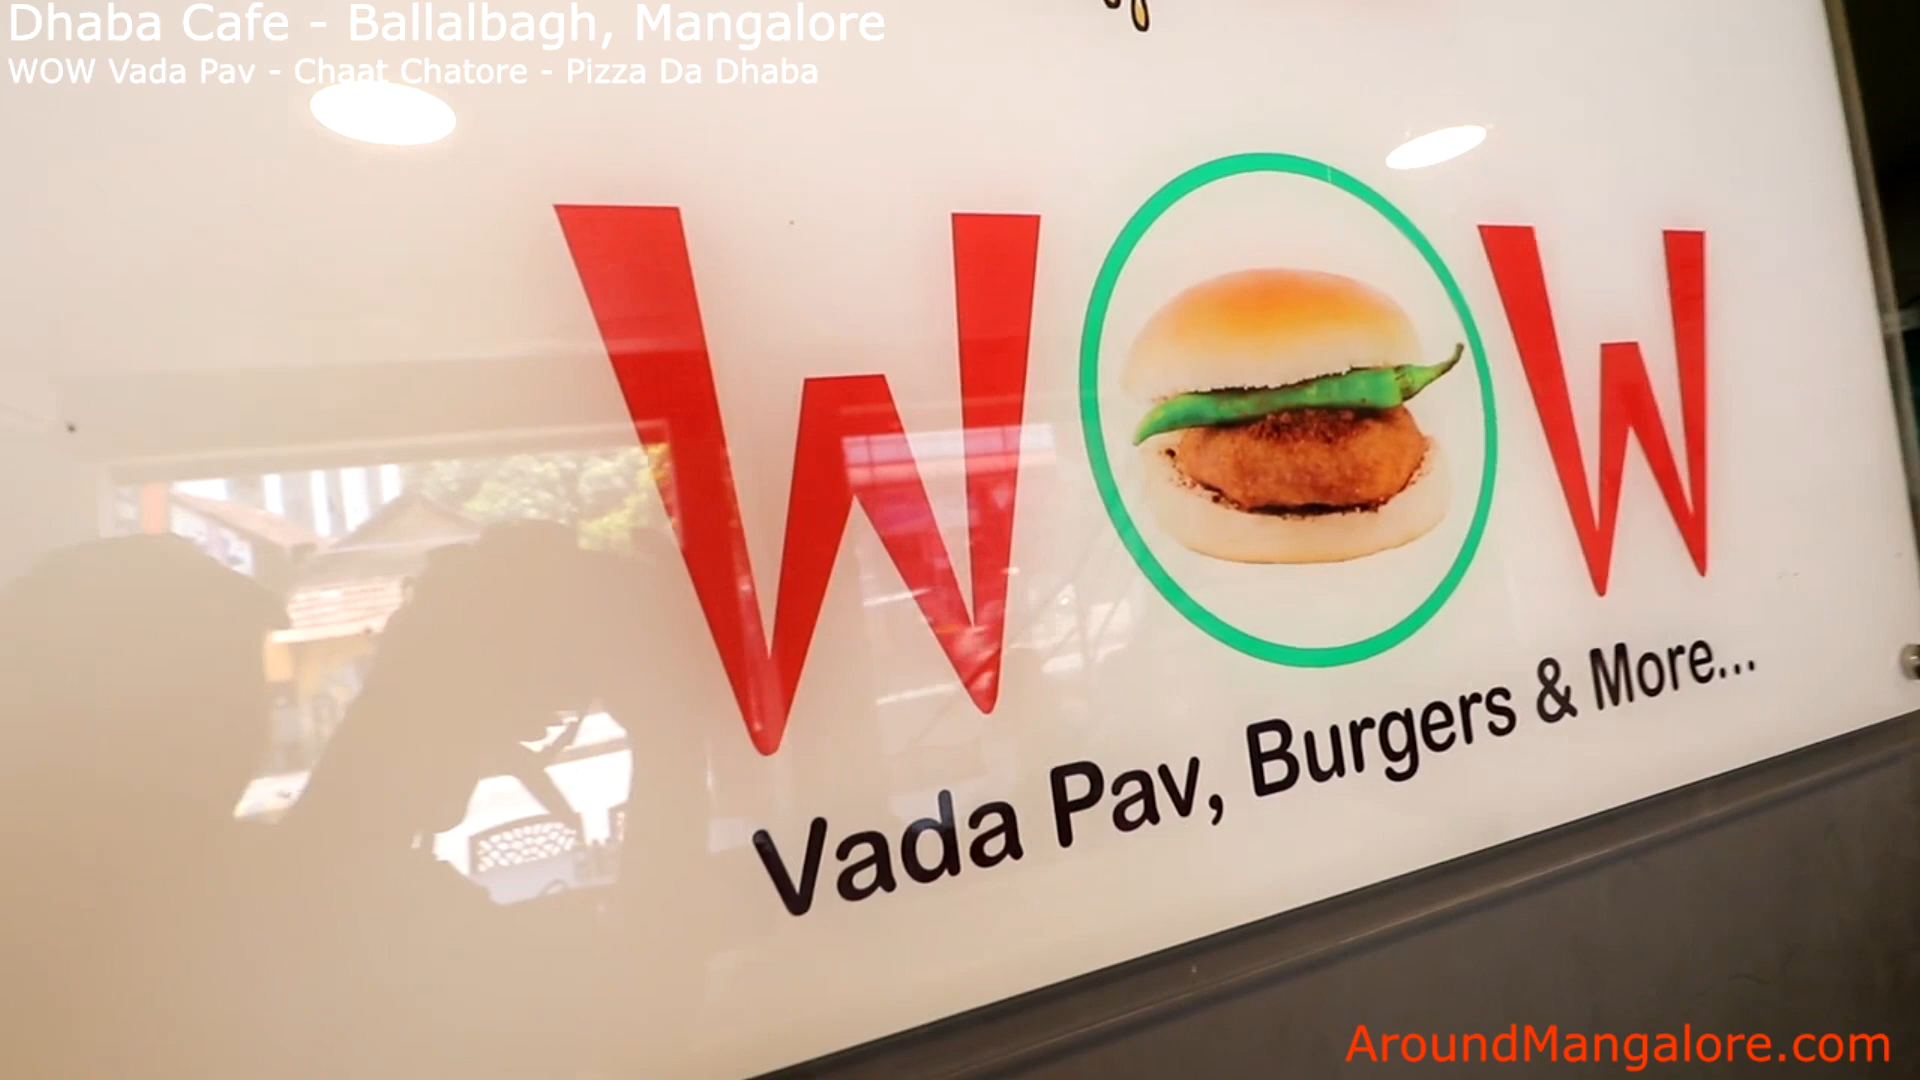 Dhaba Cafe - Ballalbagh, Mangalore
WOW Vada Pav - Chaat Chatore - Pizza Da Dhaba
WOW
Vada Pav, Burgers & More...
AroundMangalore.com